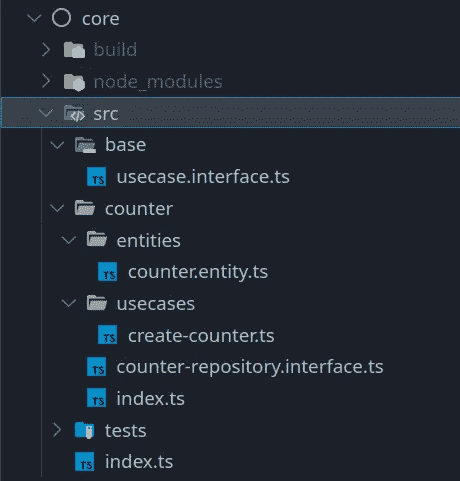 core
build
node_modules
src
base
TS usecase.interface.ts
counter
entities
TS counter.entity.ts
usecases
TS create-counter.ts
counter-repository.interface.ts
TS index.ts
tests
TS index.ts